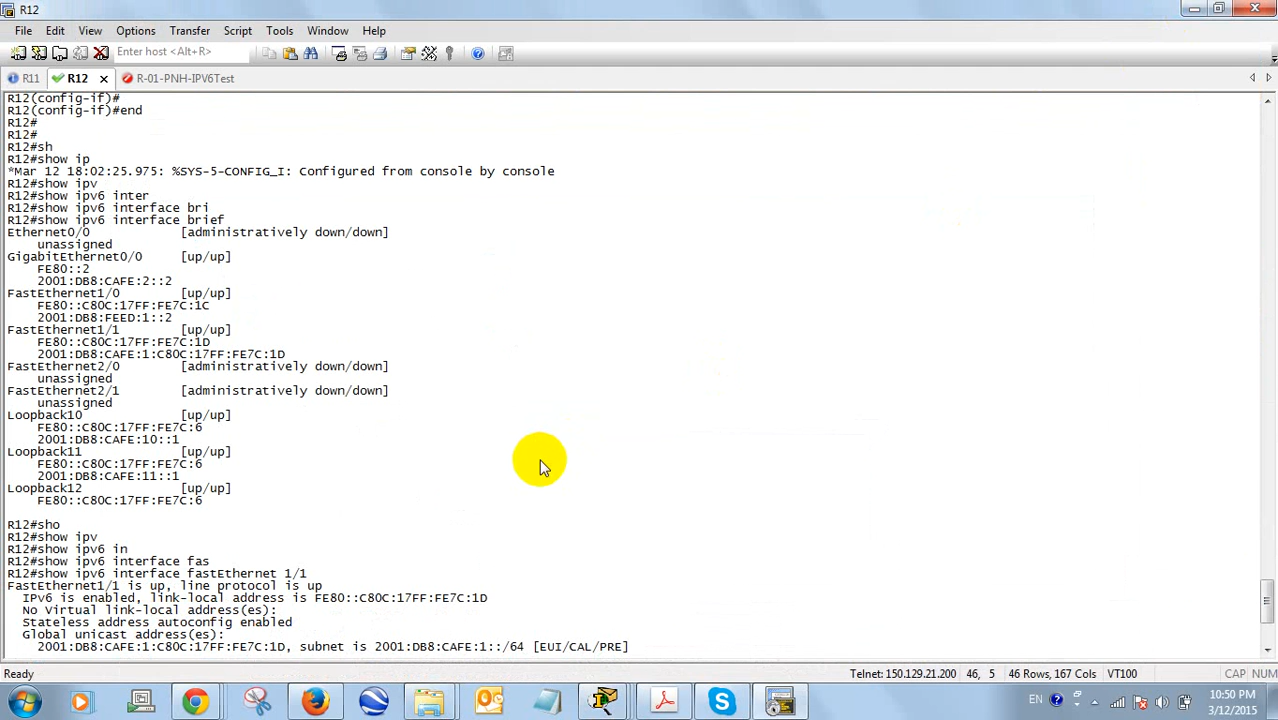 R12
File Edit View Options Transfer Script Tools Window Help
Enter host <Alt+R>
R11 R12 R-01-PNH-IPV6Test
R12(config-if)#
R12(config-if)#end
R12#
R12#
R12#sh
R12#show ip
*Mar 12 18:02:25.975: %SYS-5-CONFIG_I: Configured from console by console
R12#show ipv
R12#show ipv6 inter
R12#show ipv6 interface bri
R12#show ipv6 interface brief
Ethernet0/0 [administratively down/down]
unassigned
GigabitEthernet0/0 [up/up]
FE80::2
2001:DB8:CAFE:2::2
FastEthernet1/0 [up/up]
FE80::C80C:17FF:FE7C:1C
2001:DB8:FEED:1::2
FastEthernet1/1 [up/up]
FE80::C80C:17FF:FE7C:1D
2001:DB8:CAFE:1:C80C:17FF:FE7C:1D
FastEthernet2/0 [administratively down/down]
unassigned
FastEthernet2/1 [administratively down/down]
unassigned
Loopback10 [up/up]
FE80::C80C:17FF:FE7C:6
2001:DB8:CAFE:10::1
Loopback11 [up/up]
FE80::C80C:17FF:FE7C:6
2001:DB8:CAFE:11::1
Loopback12 [up/up]
FE80::C80C:17FF:FE7C:6
R12#sho
R12#show ipv
R12#show ipv6 in
R12#show ipv6 interface fas
R12#show ipv6 interface fastEthernet 1/1
FastEthernet1/1 is up, line protocol is up
IPv6 is enabled, link-local address is FE80::C80C:17FF:FE7C:1D
No Virtual link-local address(es):
Stateless address autoconfig enabled
Global unicast address(es):
2001:DB8:CAFE:1:C80C:17FF:FE7C:1D, subnet is 2001:DB8:CAFE:1::/64 [EUI/CAL/PRE]
Ready Telnet: 150.129.21.200 46, 5 46 Rows, 167 Cols VT100 CAP NUM
EN 10:50 PM
3/12/2015